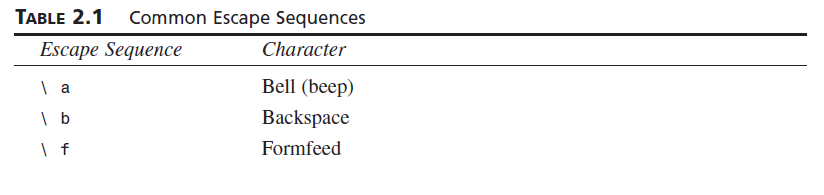 TABLE 2.1 Common Escape Sequences
Escape Sequence Character
\ a Bell (beep)
\ b Backspace
\ f Formfeed